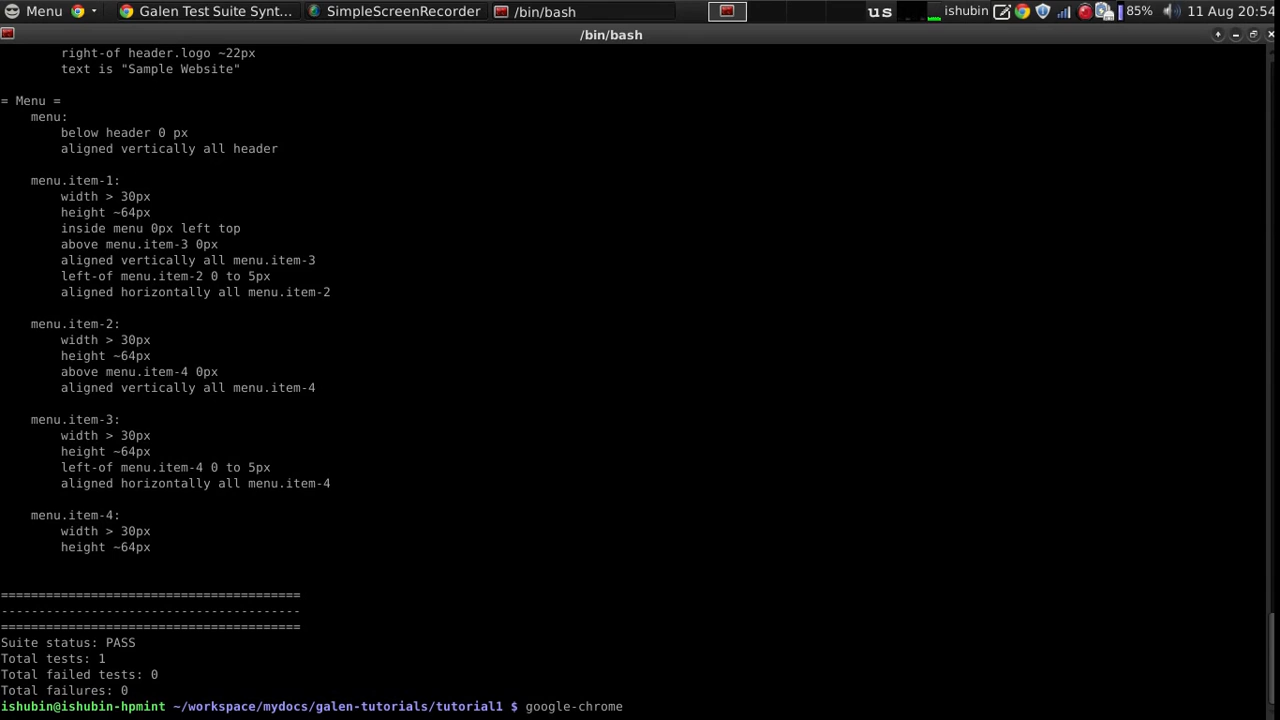 Menu
Galen Test Suite Synt...
SimpleScreenRecorder
/bin/bash
us
ishubin
85%
11 Aug 20:54
/bin/bash
right-of header.logo ~22px
text is "Sample Website"
= Menu =
menu:
below header 0 px
aligned vertically all header
menu.item-1:
width > 30px
height ~64px
inside menu 0px left top
above menu.item-3 0px
aligned vertically all menu.item-3
left-of menu.item-2 0 to 5px
aligned horizontally all menu.item-2
menu.item-2:
width > 30px
height ~64px
above menu.item-4 0px
aligned vertically all menu.item-4
menu.item-3:
width > 30px
height ~64px
left-of menu.item-4 0 to 5px
aligned horizontally all menu.item-4
menu.item-4:
width > 30px
height ~64px
========================================
----------------------------------------
========================================
Suite status: PASS
Total tests: 1
Total failed tests: 0
Total failures: 0
ishubin@ishubin-hpmint ~/workspace/mydocs/galen-tutorials/tutorial1 $ google-chrome